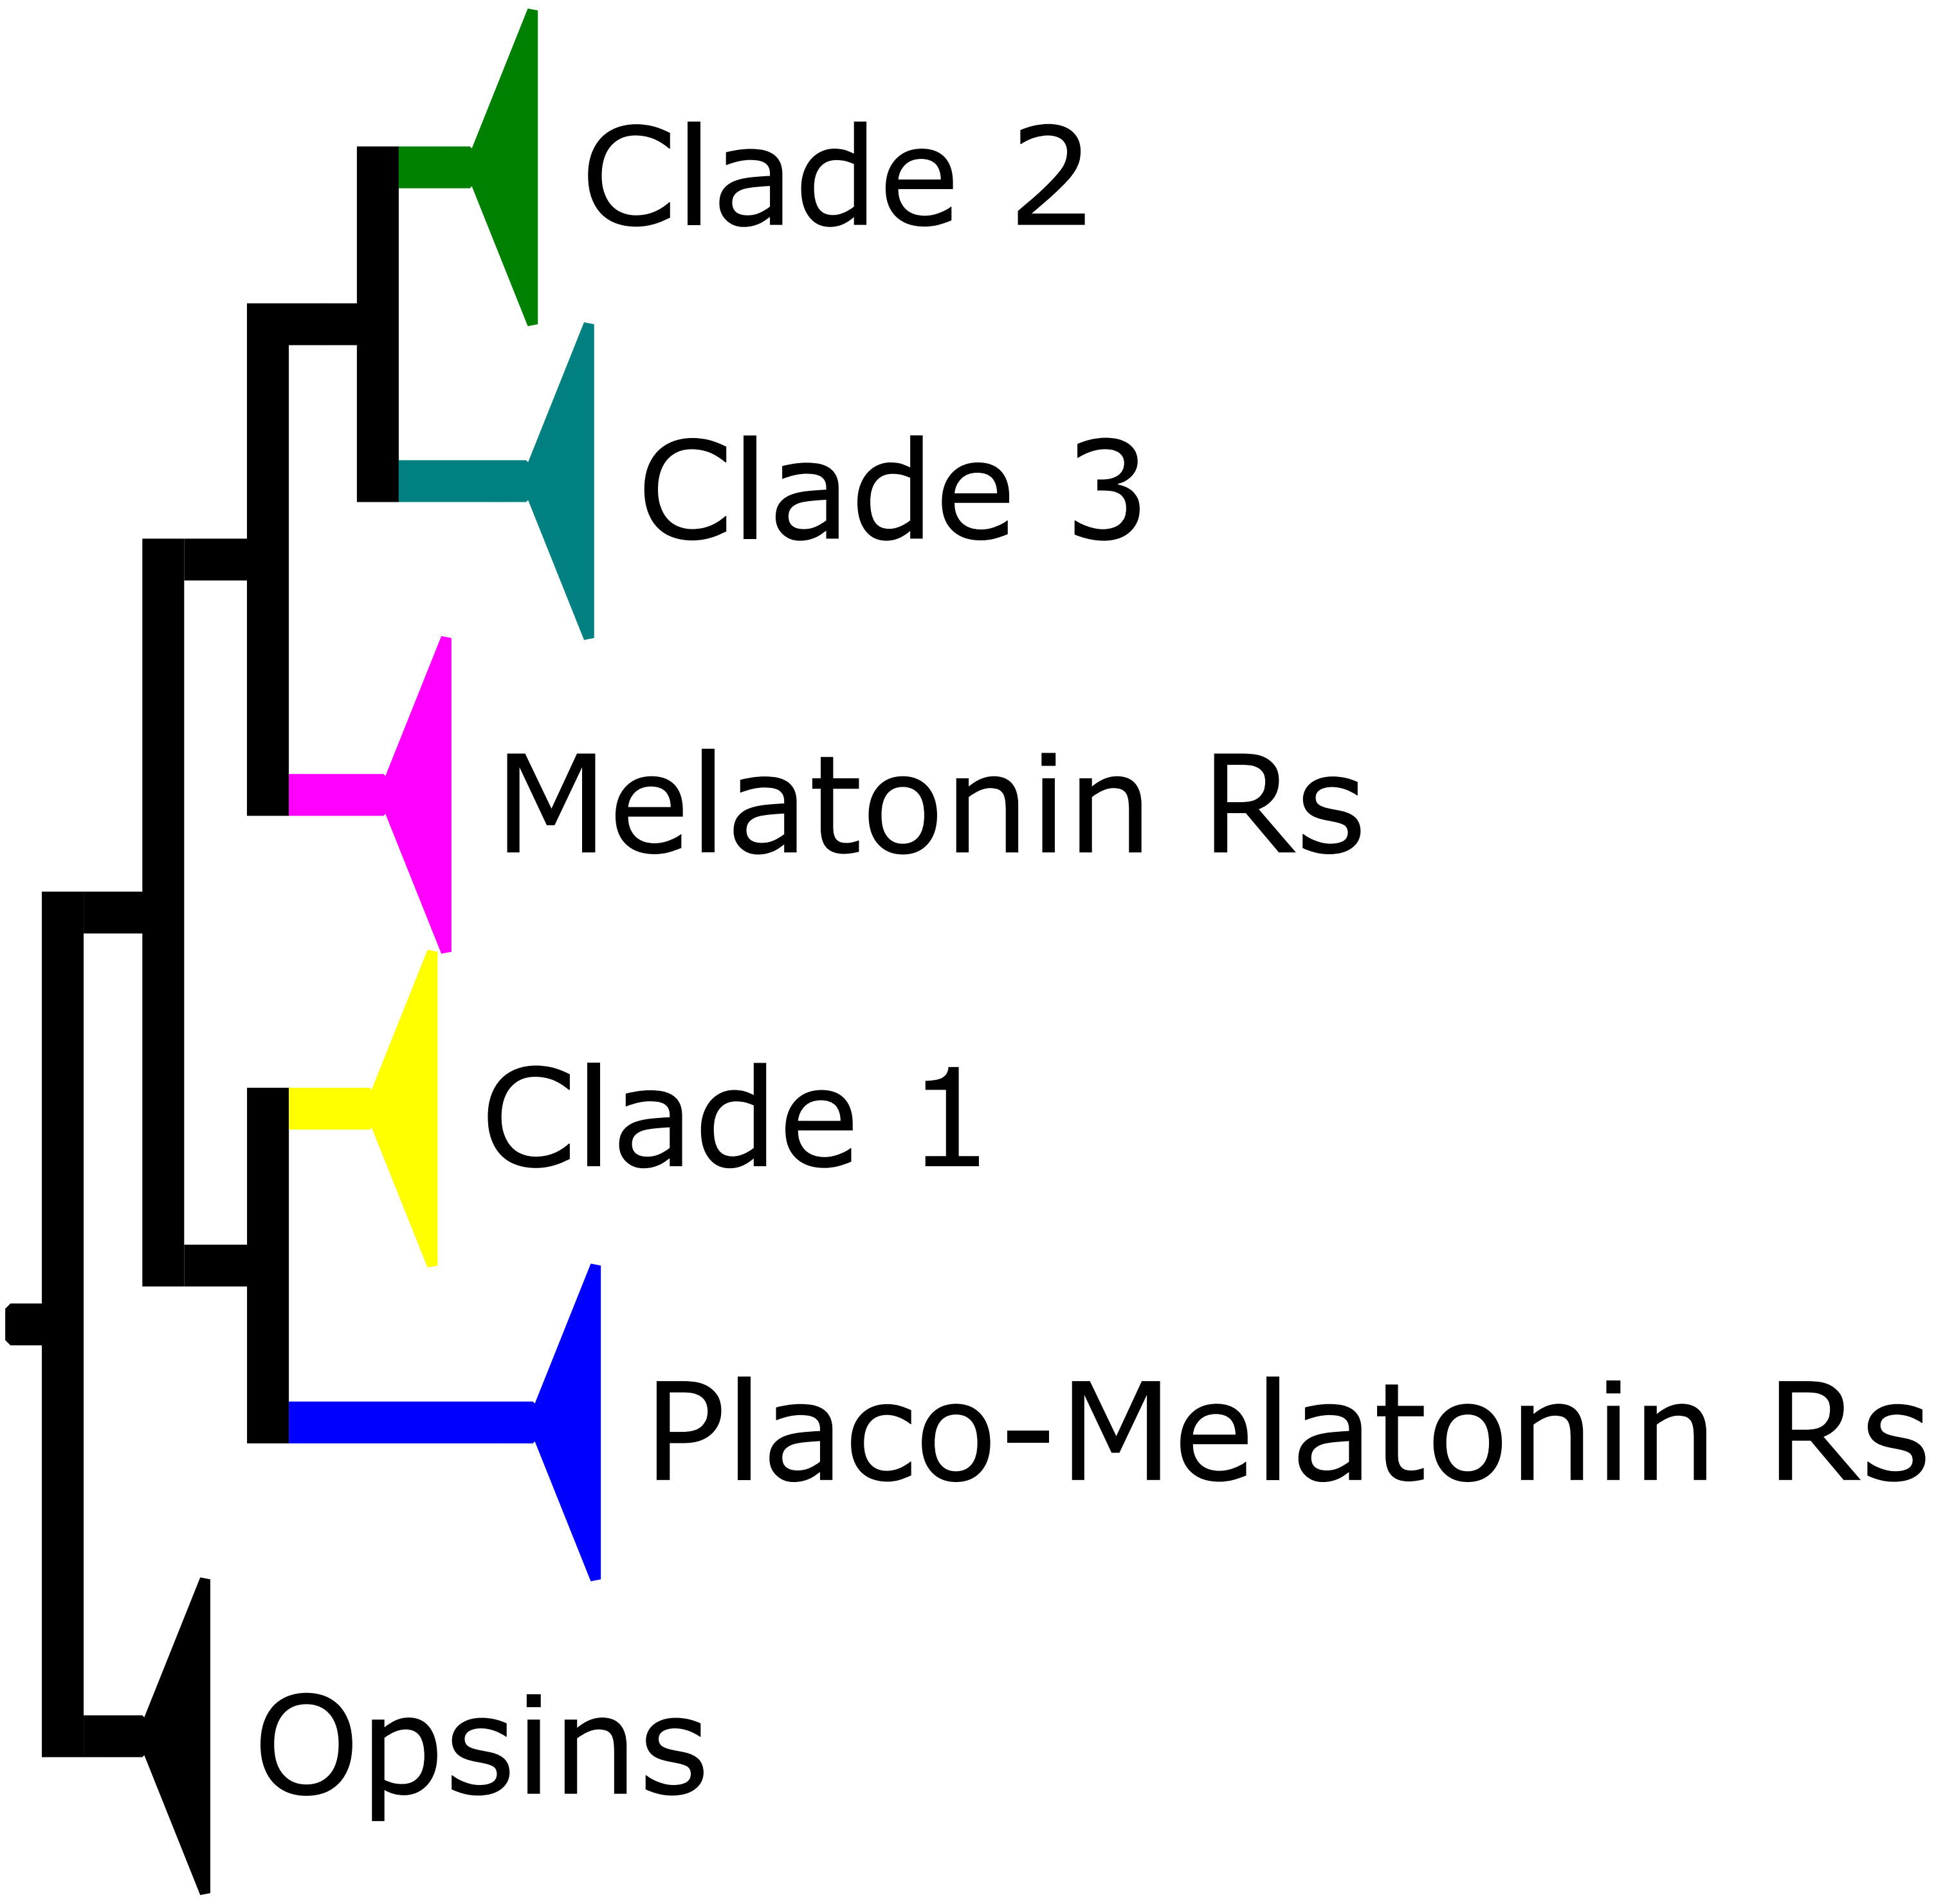 Clade 2
Clade 3
Melatonin Rs
Clade 1
Placo-Melatonin Rs
Opsins